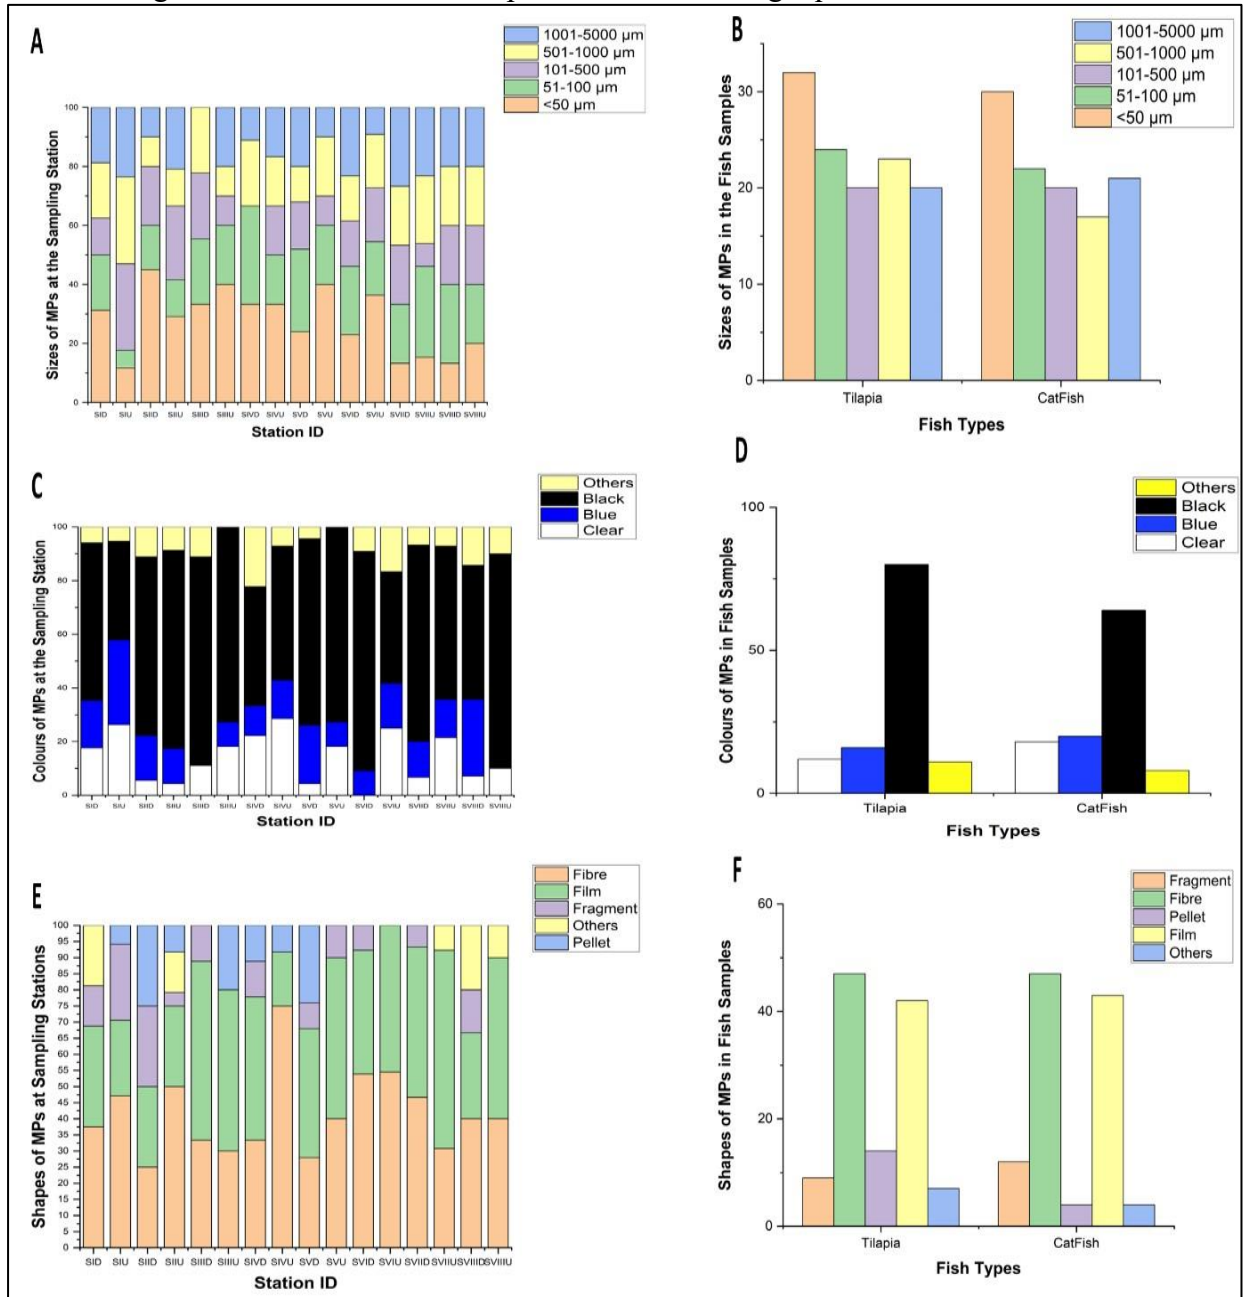 A
1001-5000 µm
501-1000 µm
101-500 µm
51-100 µm
<50 µm
Sizes of MPs at the Sampling Station
100
80
60
40
20
0
SID SIU SIID SIIU SIIID SIIIU SIVD SIVU SVD SVU SVID SVIU SVIID SVIIU SVIIID SVIIIU
Station ID
B
1001-5000 µm
501-1000 µm
101-500 µm
51-100 µm
<50 µm
Sizes of MPs in the Fish Samples
30
20
10
0
Tilapia CatFish
Fish Types
C
Others
Black
Blue
Clear
Colours of MPs at the Sampling Station
100
80
60
40
20
0
SID SIU SIID SIIU SIIID SIIIU SIVD SIVU SVD SVU SVID SVIU SVIID SVIIU SVIIID SVIIIU
Station ID
D
Others
Black
Blue
Clear
Colours of MPs in Fish Samples
100
50
0
Tilapia CatFish
Fish Types
E
Fibre
Film
Fragment
Others
Pellet
Shapes of MPs at Sampling Stations
100
95
90
85
80
75
70
65
60
55
50
45
40
35
30
25
20
15
10
5
0
SID SIU SIID SIIU SIIID SIIIU SIVD SIVU SVD SVU SVID SVIU SVIID SVIIU SVIIID SVIIIU
Station ID
F
Fragment
Fibre
Pellet
Film
Others
Shapes of MPs in Fish Samples
60
40
20
0
Tilapia CatFish
Fish Types